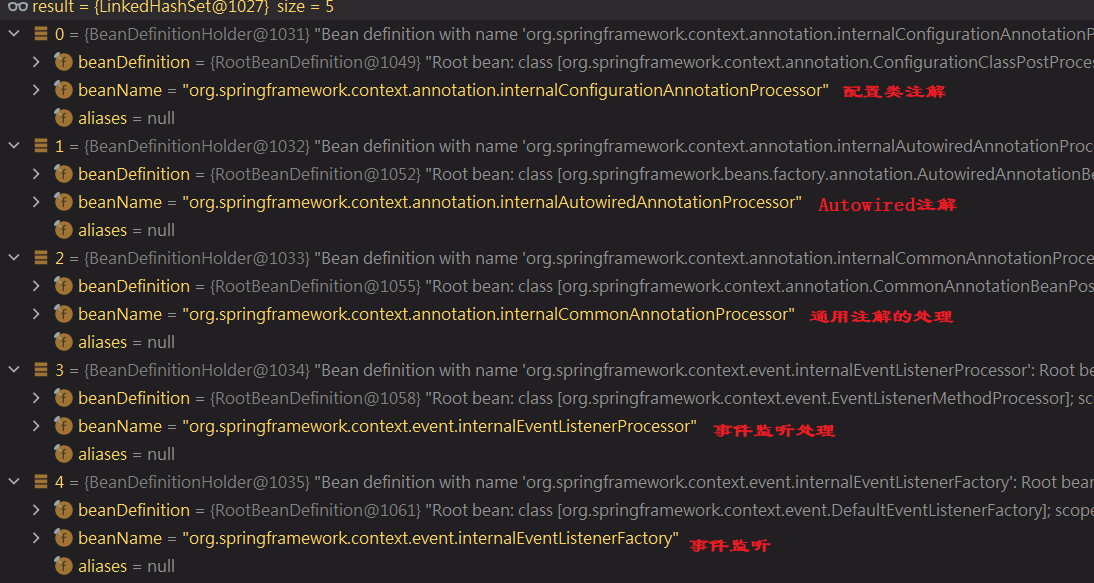 result = {LinkedHashSet@1027} size = 5
0 = {BeanDefinitionHolder@1031} "Bean definition with name 'org.springframework.context.annotation.internalConfigurationAnnotationP
beanDefinition = {RootBeanDefinition@1049} "Root bean: class [org.springframework.context.annotation.ConfigurationClassPostProces
beanName = "org.springframework.context.annotation.internalConfigurationAnnotationProcessor" 配置类注解
aliases = null
1 = {BeanDefinitionHolder@1032} "Bean definition with name 'org.springframework.context.annotation.internalAutowiredAnnotationProc
beanDefinition = {RootBeanDefinition@1052} "Root bean: class [org.springframework.beans.factory.annotation.AutowiredAnnotationBe
beanName = "org.springframework.context.annotation.internalAutowiredAnnotationProcessor" Autowired注解
aliases = null
2 = {BeanDefinitionHolder@1033} "Bean definition with name 'org.springframework.context.annotation.internalCommonAnnotationProce
beanDefinition = {RootBeanDefinition@1055} "Root bean: class [org.springframework.context.annotation.CommonAnnotationBeanPos
beanName = "org.springframework.context.annotation.internalCommonAnnotationProcessor" 通用注解的处理
aliases = null
3 = {BeanDefinitionHolder@1034} "Bean definition with name 'org.springframework.context.event.internalEventListenerProcessor': Root be
beanDefinition = {RootBeanDefinition@1058} "Root bean: class [org.springframework.context.event.EventListenerMethodProcessor]; sc
beanName = "org.springframework.context.event.internalEventListenerProcessor" 事件监听处理
aliases = null
4 = {BeanDefinitionHolder@1035} "Bean definition with name 'org.springframework.context.event.internalEventListenerFactory': Root bean
beanDefinition = {RootBeanDefinition@1061} "Root bean: class [org.springframework.context.event.DefaultEventListenerFactory]; scope
beanName = "org.springframework.context.event.internalEventListenerFactory" 事件监听
aliases = null